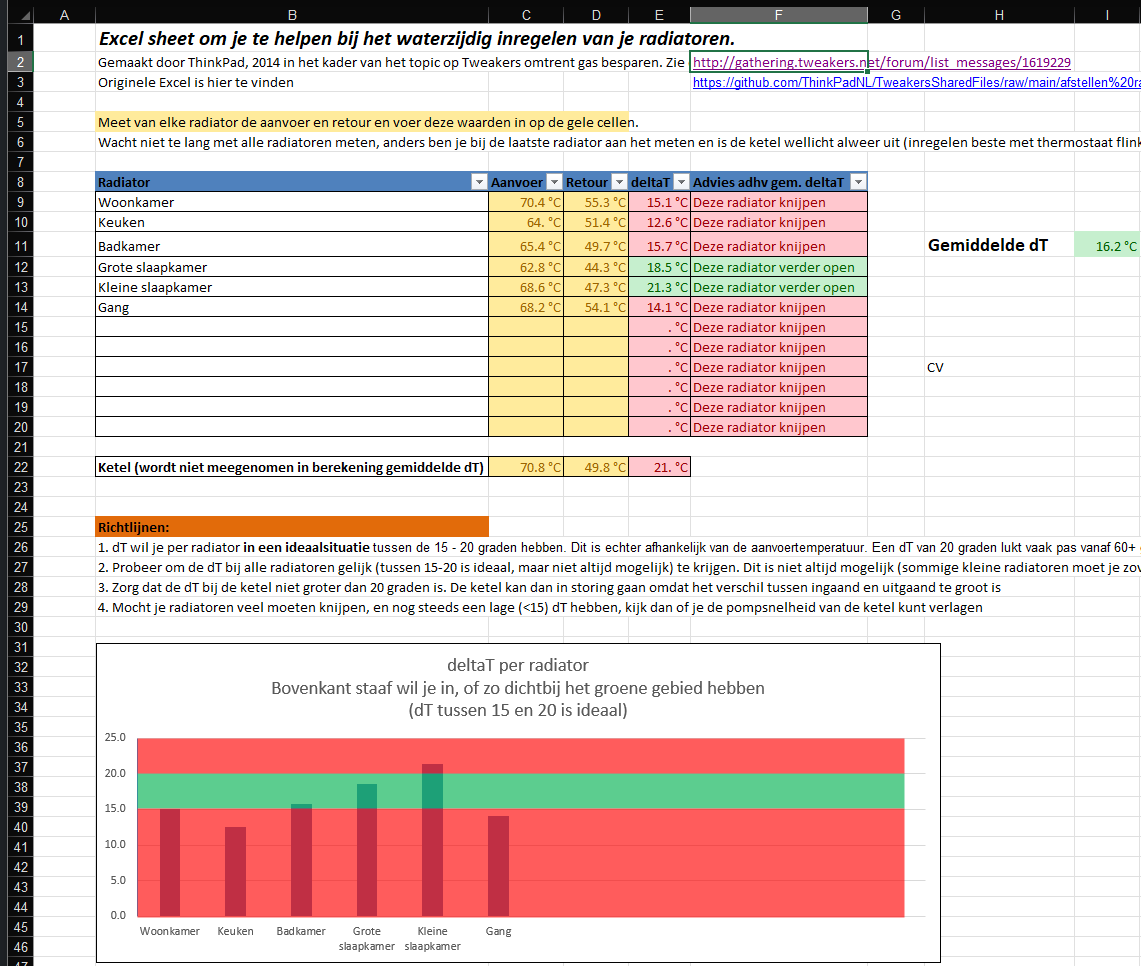 A B C D E F G H I
1 Excel sheet om je te helpen bij het waterzijdig inregelen van je radiatoren.
2 Gemaakt door ThinkPad, 2014 in het kader van het topic op Tweakers omtrent gas besparen. Zie http://gathering.tweakers.net/forum/list_messages/1619229
3 Originele Excel is hier te vinden https://github.com/ThinkPadNL/TweakersSharedFiles/raw/main/afstellen%20ra
4
5 Meet van elke radiator de aanvoer en retour en voer deze waarden in op de gele cellen.
6 Wacht niet te lang met alle radiatoren meten, anders ben je bij de laatste radiator aan het meten en is de ketel wellicht alweer uit (inregelen beste met thermostaat flink
7
8 Radiator Aanvoer Retour deltaT Advies adhv gem. deltaT
9 Woonkamer 70.4 °C 55.3 °C 15.1 °C Deze radiator knijpen
10 Keuken 64. °C 51.4 °C 12.6 °C Deze radiator knijpen
11 Badkamer 65.4 °C 49.7 °C 15.7 °C Deze radiator knijpen Gemiddelde dT 16.2 °C
12 Grote slaapkamer 62.8 °C 44.3 °C 18.5 °C Deze radiator verder open
13 Kleine slaapkamer 68.6 °C 47.3 °C 21.3 °C Deze radiator verder open
14 Gang 68.2 °C 54.1 °C 14.1 °C Deze radiator knijpen
15 . °C Deze radiator knijpen
16 . °C Deze radiator knijpen
17 . °C Deze radiator knijpen CV
18 . °C Deze radiator knijpen
19 . °C Deze radiator knijpen
20 . °C Deze radiator knijpen
21
22 Ketel (wordt niet meegenomen in berekening gemiddelde dT) 70.8 °C 49.8 °C 21. °C
23
24
25 Richtlijnen:
26 1. dT wil je per radiator in een ideaalsituatie tussen de 15 - 20 graden hebben. Dit is echter afhankelijk van de aanvoertemperatuur. Een dT van 20 graden lukt vaak pas vanaf 60+
27 2. Probeer om de dT bij alle radiatoren gelijk (tussen 15-20 is ideaal, maar niet altijd mogelijk) te krijgen. Dit is niet altijd mogelijk (sommige kleine radiatoren moet je zov
28 3. Zorg dat de dT bij de ketel niet groter dan 20 graden is. De ketel kan dan in storing gaan omdat het verschil tussen ingaand en uitgaand te groot is
29 4. Mocht je radiatoren veel moeten knijpen, en nog steeds een lage (<15) dT hebben, kijk dan of je de pompsnelheid van de ketel kunt verlagen
30
31
32 deltaT per radiator
33 Bovenkant staaf wil je in, of zo dichtbij het groene gebied hebben
34 (dT tussen 15 en 20 is ideaal)
35
36 25.0
37
38 20.0
39 15.0
40
41 10.0
42
43 5.0
44
45 0.0
46 Woonkamer Keuken Badkamer Grote slaapkamer Kleine slaapkamer Gang
47